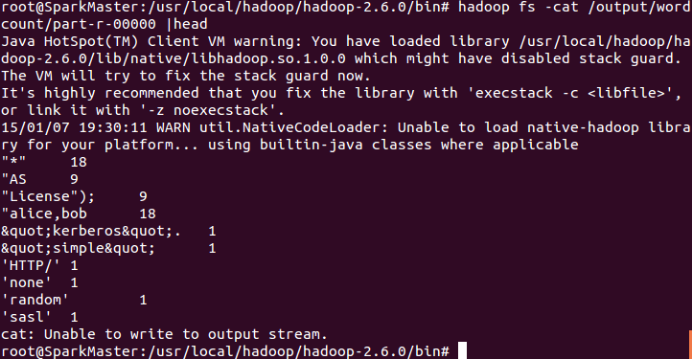 root@SparkMaster:/usr/local/hadoop/hadoop-2.6.0/bin# hadoop fs -cat /output/word
count/part-r-00000 |head
Java HotSpot(TM) Client VM warning: You have loaded library /usr/local/hadoop/ha
doop-2.6.0/lib/native/libhadoop.so.1.0.0 which might have disabled stack guard.
The VM will try to fix the stack guard now.
It's highly recommended that you fix the library with 'execstack -c <libfile>',
or link it with '-z noexecstack'.
15/01/07 19:30:11 WARN util.NativeCodeLoader: Unable to load native-hadoop libra
ry for your platform... using builtin-java classes where applicable
"*"     18
"AS     9
"License");     9
"alice,bob      18
&quot;kerberos&quot;.   1
&quot;simple&quot;      1
'HTTP/' 1
'none'  1
'random'        1
'sasl'  1
cat: Unable to write to output stream.
root@SparkMaster:/usr/local/hadoop/hadoop-2.6.0/bin#